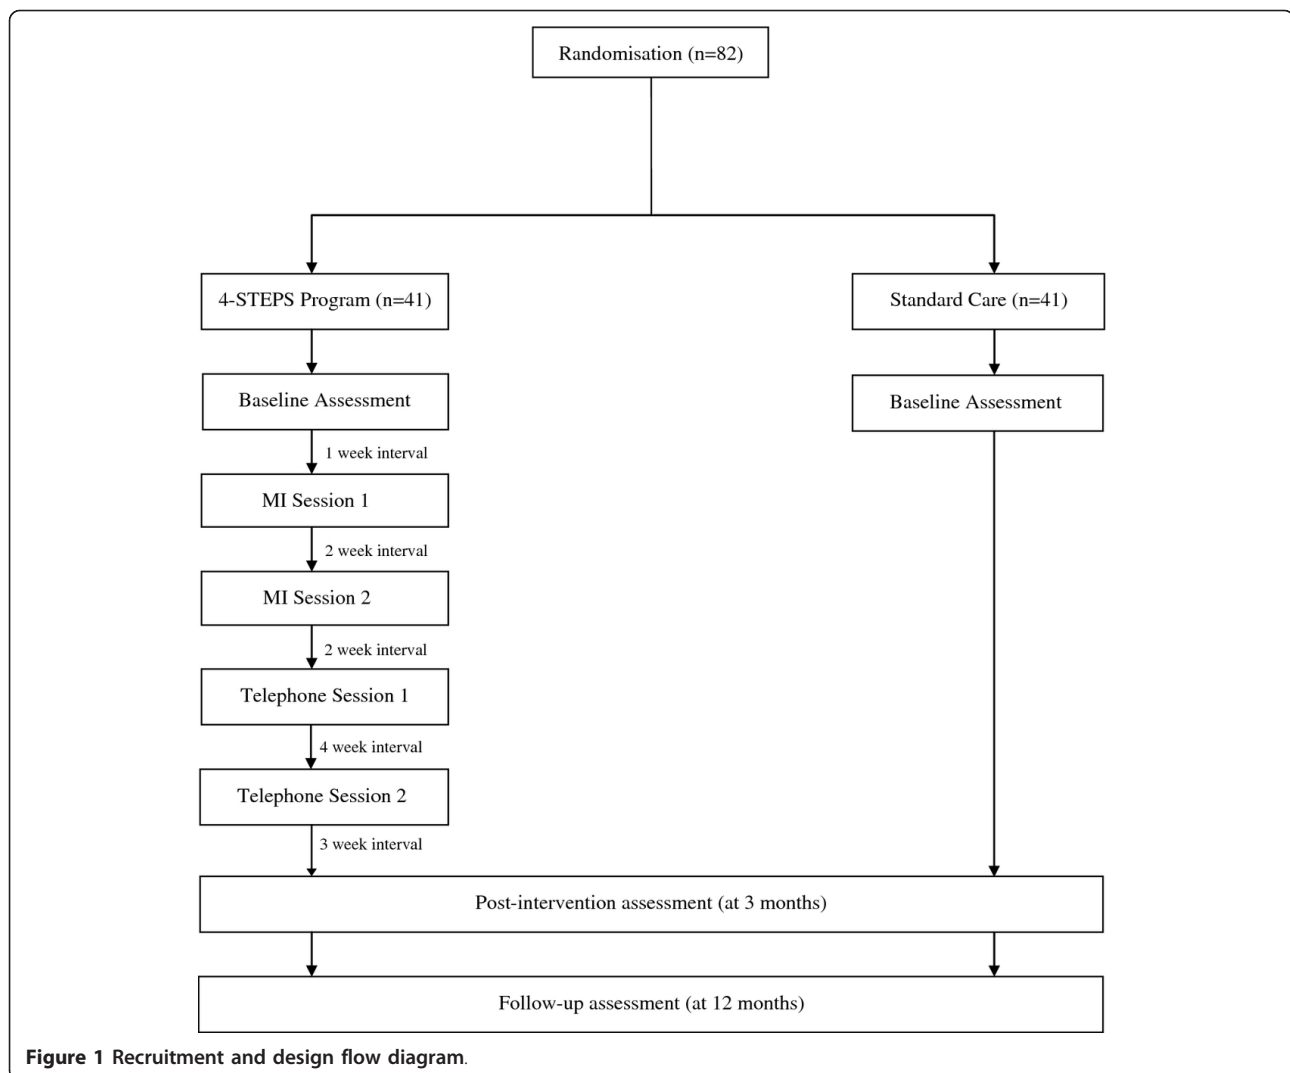 Randomisation (n=82)
4-STEPS Program (n=41)
Standard Care (n=41)
Baseline Assessment
Baseline Assessment
1 week interval
MI Session 1
2 week interval
MI Session 2
2 week interval
Telephone Session 1
4 week interval
Telephone Session 2
3 week interval
Post-intervention assessment (at 3 months)
Follow-up assessment (at 12 months)
Figure 1 Recruitment and design flow diagram.